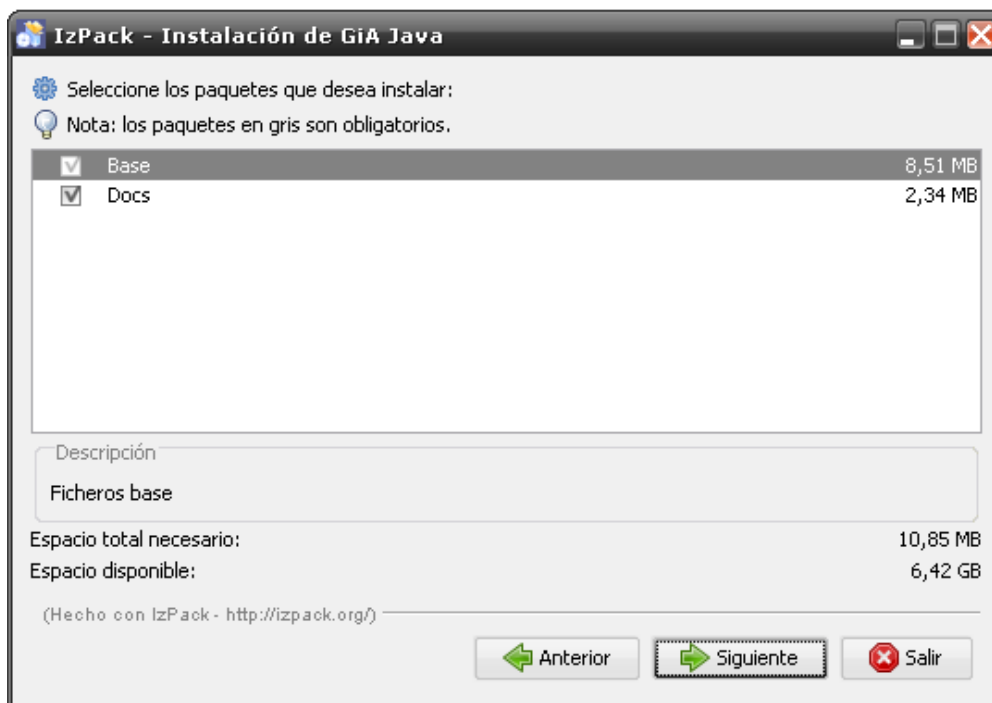 IzPack - Instalación de GiA Java
Seleccione los paquetes que desea instalar:
Nota: los paquetes en gris son obligatorios.
Base 8,51 MB
Docs 2,34 MB
Descripción
Ficheros base
Espacio total necesario: 10,85 MB
Espacio disponible: 6,42 GB
(Hecho con IzPack - http://izpack.org/)
Anterior Siguiente Salir